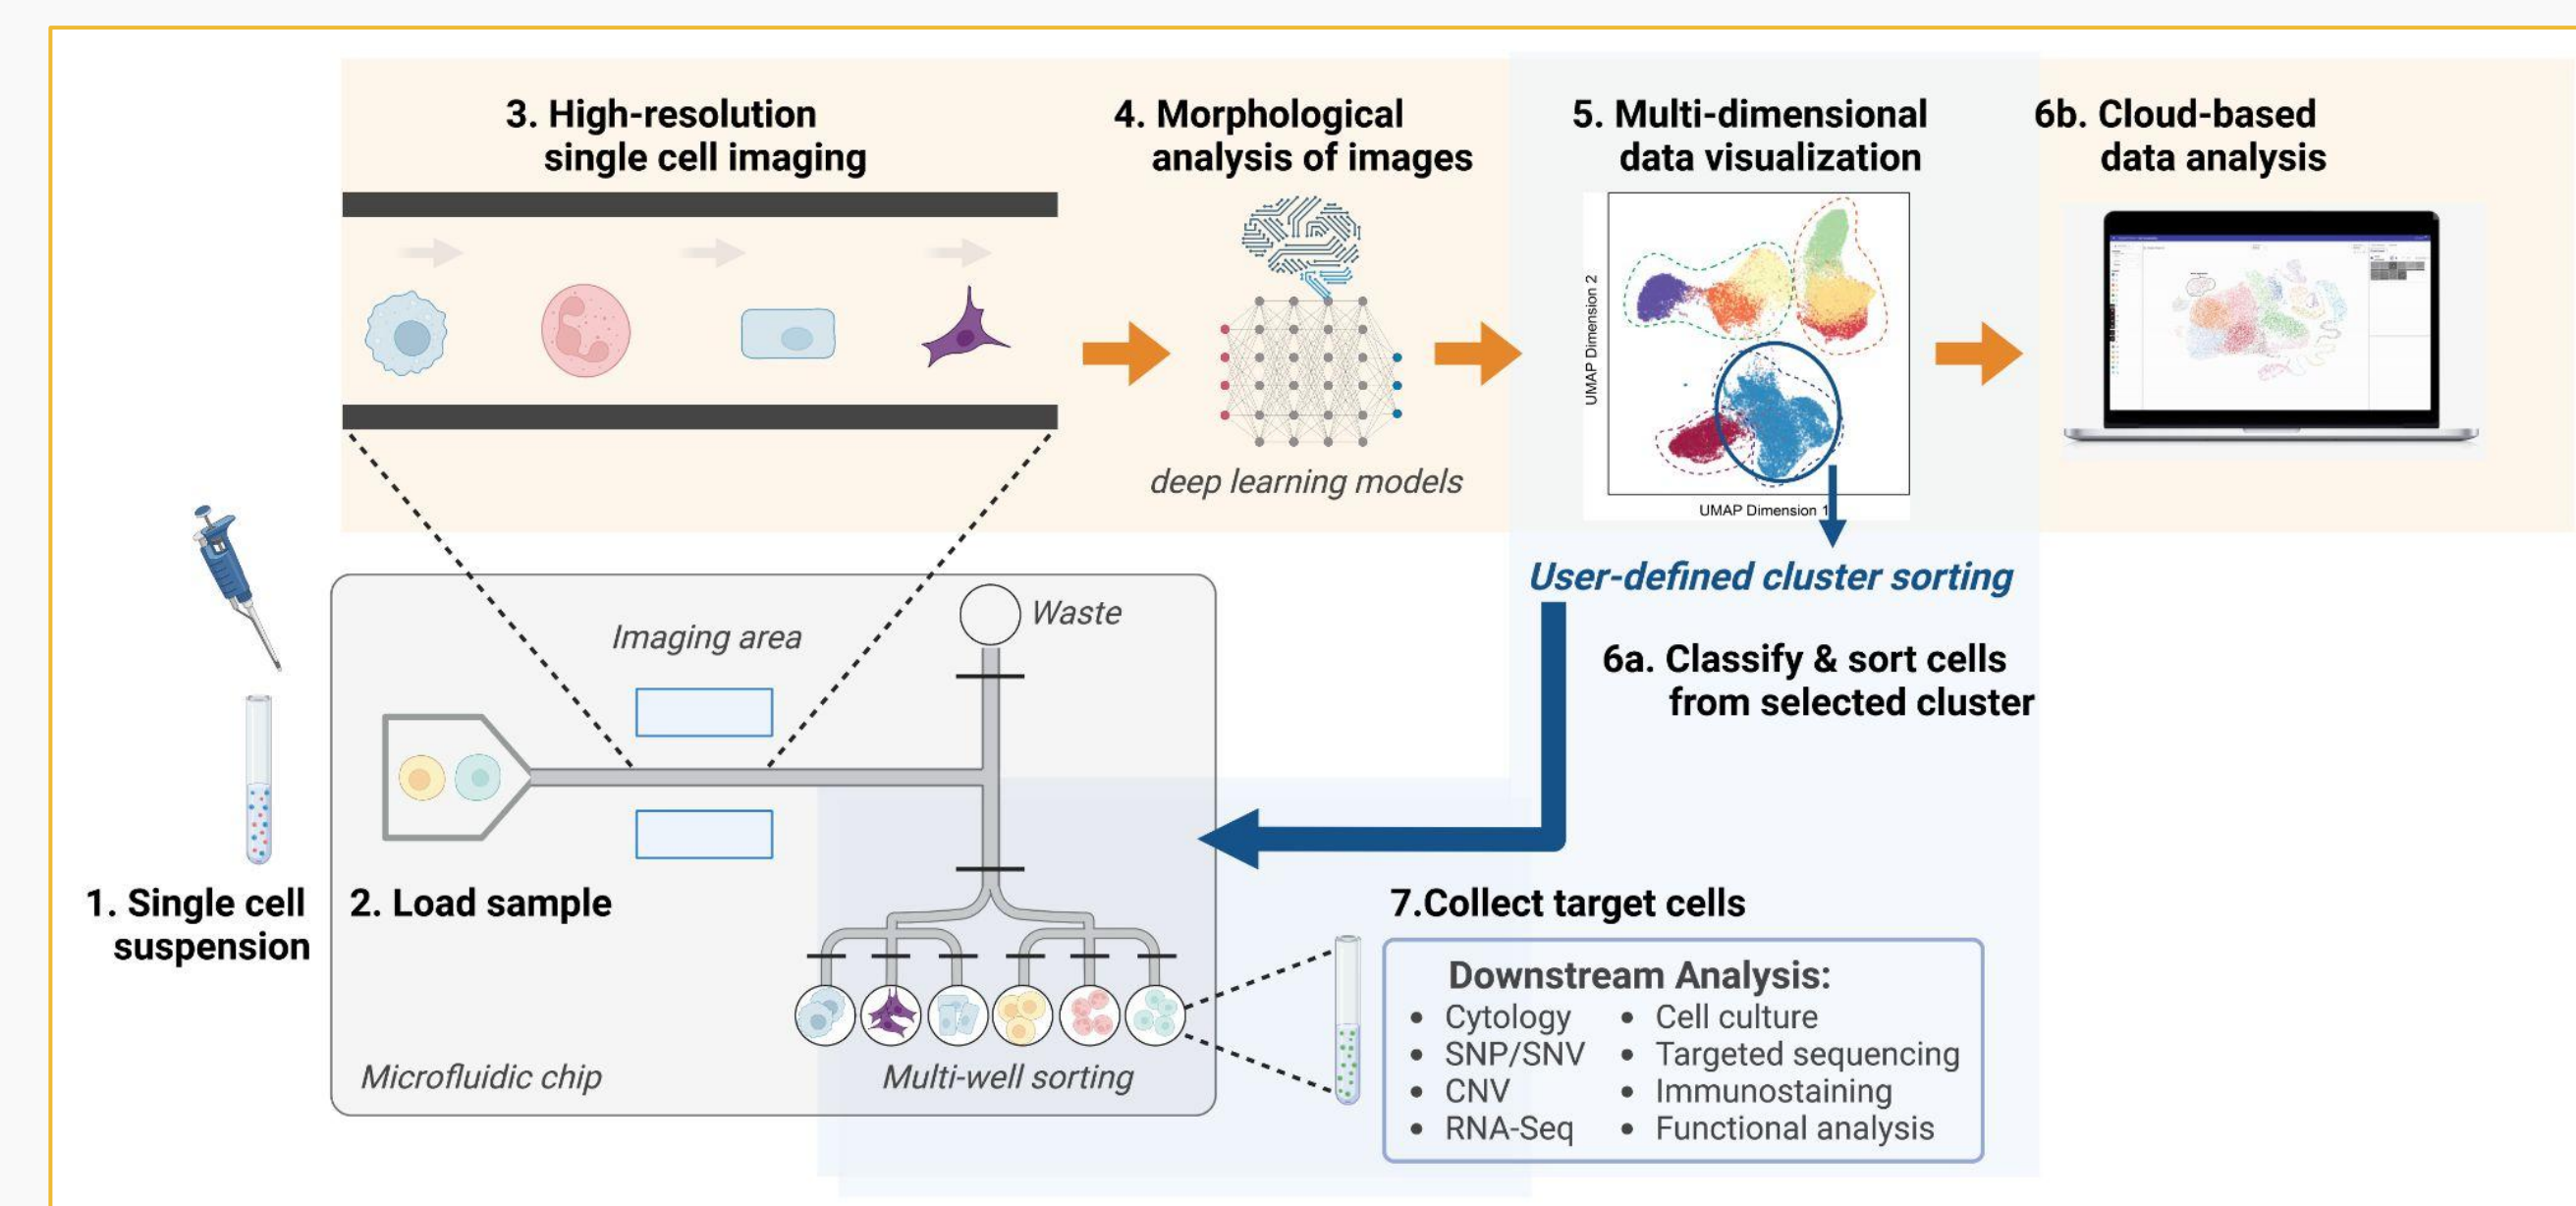 3. High-resolution
single cell imaging
4. Morphological
analysis of images
deep learning models
5. Multi-dimensional
data visualization
UMAP Dimension 2
UMAP Dimension 1
6b. Cloud-based
data analysis
User-defined cluster sorting
6a. Classify & sort cells
from selected cluster
1. Single cell
suspension
2. Load sample
Imaging area
Waste
Microfluidic chip
Multi-well sorting
7.Collect target cells
Downstream Analysis:
• Cytology
• SNP/SNV
• CNV
• RNA-Seq
• Cell culture
• Targeted sequencing
• Immunostaining
• Functional analysis